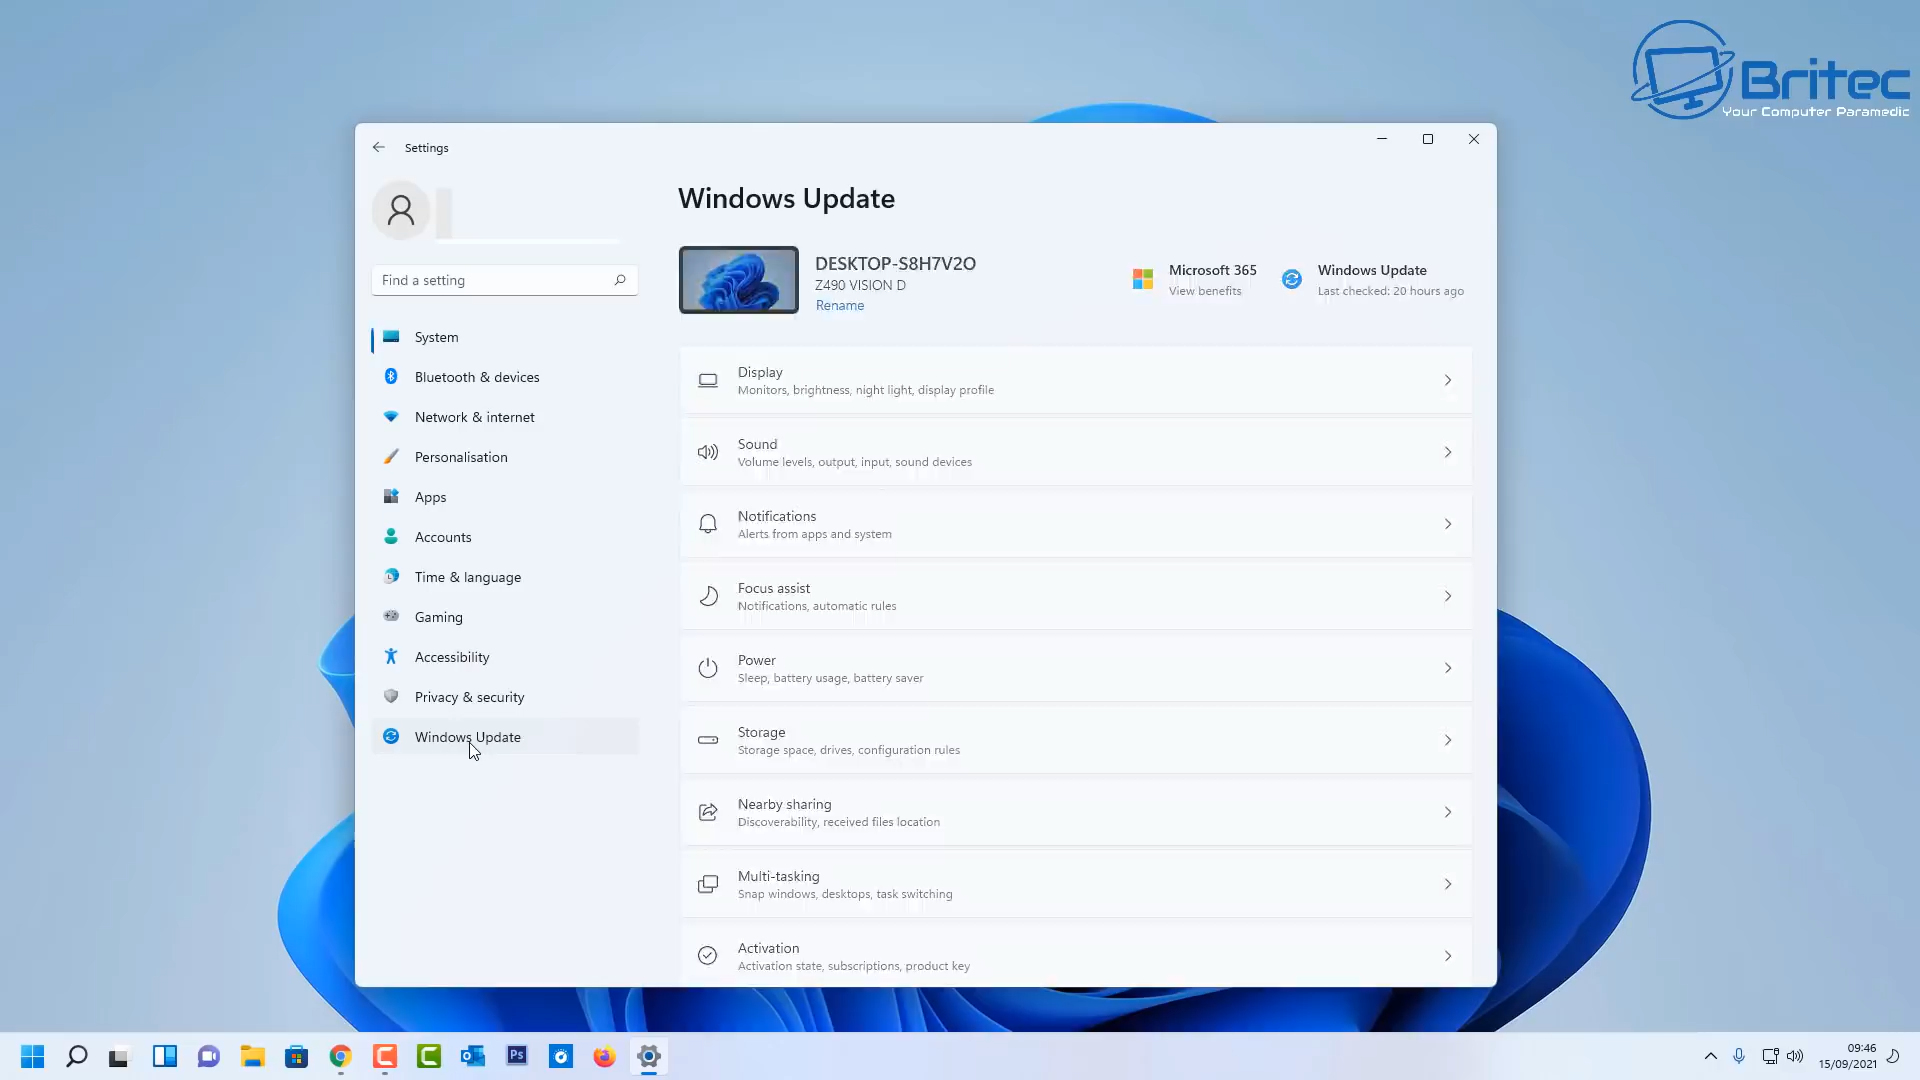 Britec
Your Computer Paramedic
Settings
Windows Update
DESKTOP-S8H7V2O
Z490 VISION D
Rename
Microsoft 365
View benefits
Windows Update
Last checked: 20 hours ago
Find a setting
System
Bluetooth & devices
Network & internet
Personalisation
Apps
Accounts
Time & language
Gaming
Accessibility
Privacy & security
Windows Update
Display
Monitors, brightness, night light, display profile
Sound
Volume levels, output, input, sound devices
Notifications
Alerts from apps and system
Focus assist
Notifications, automatic rules
Power
Sleep, battery usage, battery saver
Storage
Storage space, drives, configuration rules
Nearby sharing
Discoverability, received files location
Multi-tasking
Snap windows, desktops, task switching
Activation
Activation state, subscriptions, product key
Ps
09:46
15/09/2021